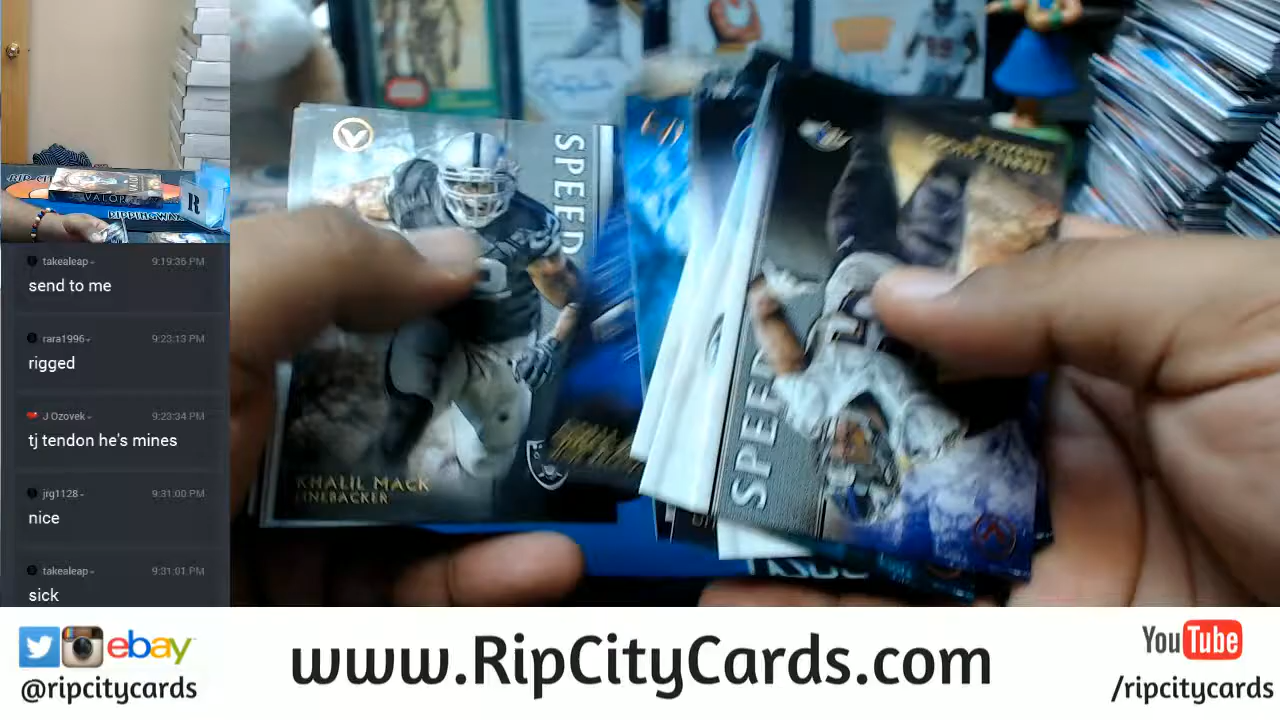 takealeap 9:19:36 PM
send to me
rara1996 9:23:13 PM
rigged
J Ozovek 9:23:34 PM
tj tendon he's mines
jrg1128 9:31:00 PM
nice
takealeap 9:31:01 PM
sick
VALOR
SPEED
KHALIL MACK
LINEBACKER
SPEED
ebay
@ripcitycards
www.RipCityCards.com
YouTube
/ripcitycards